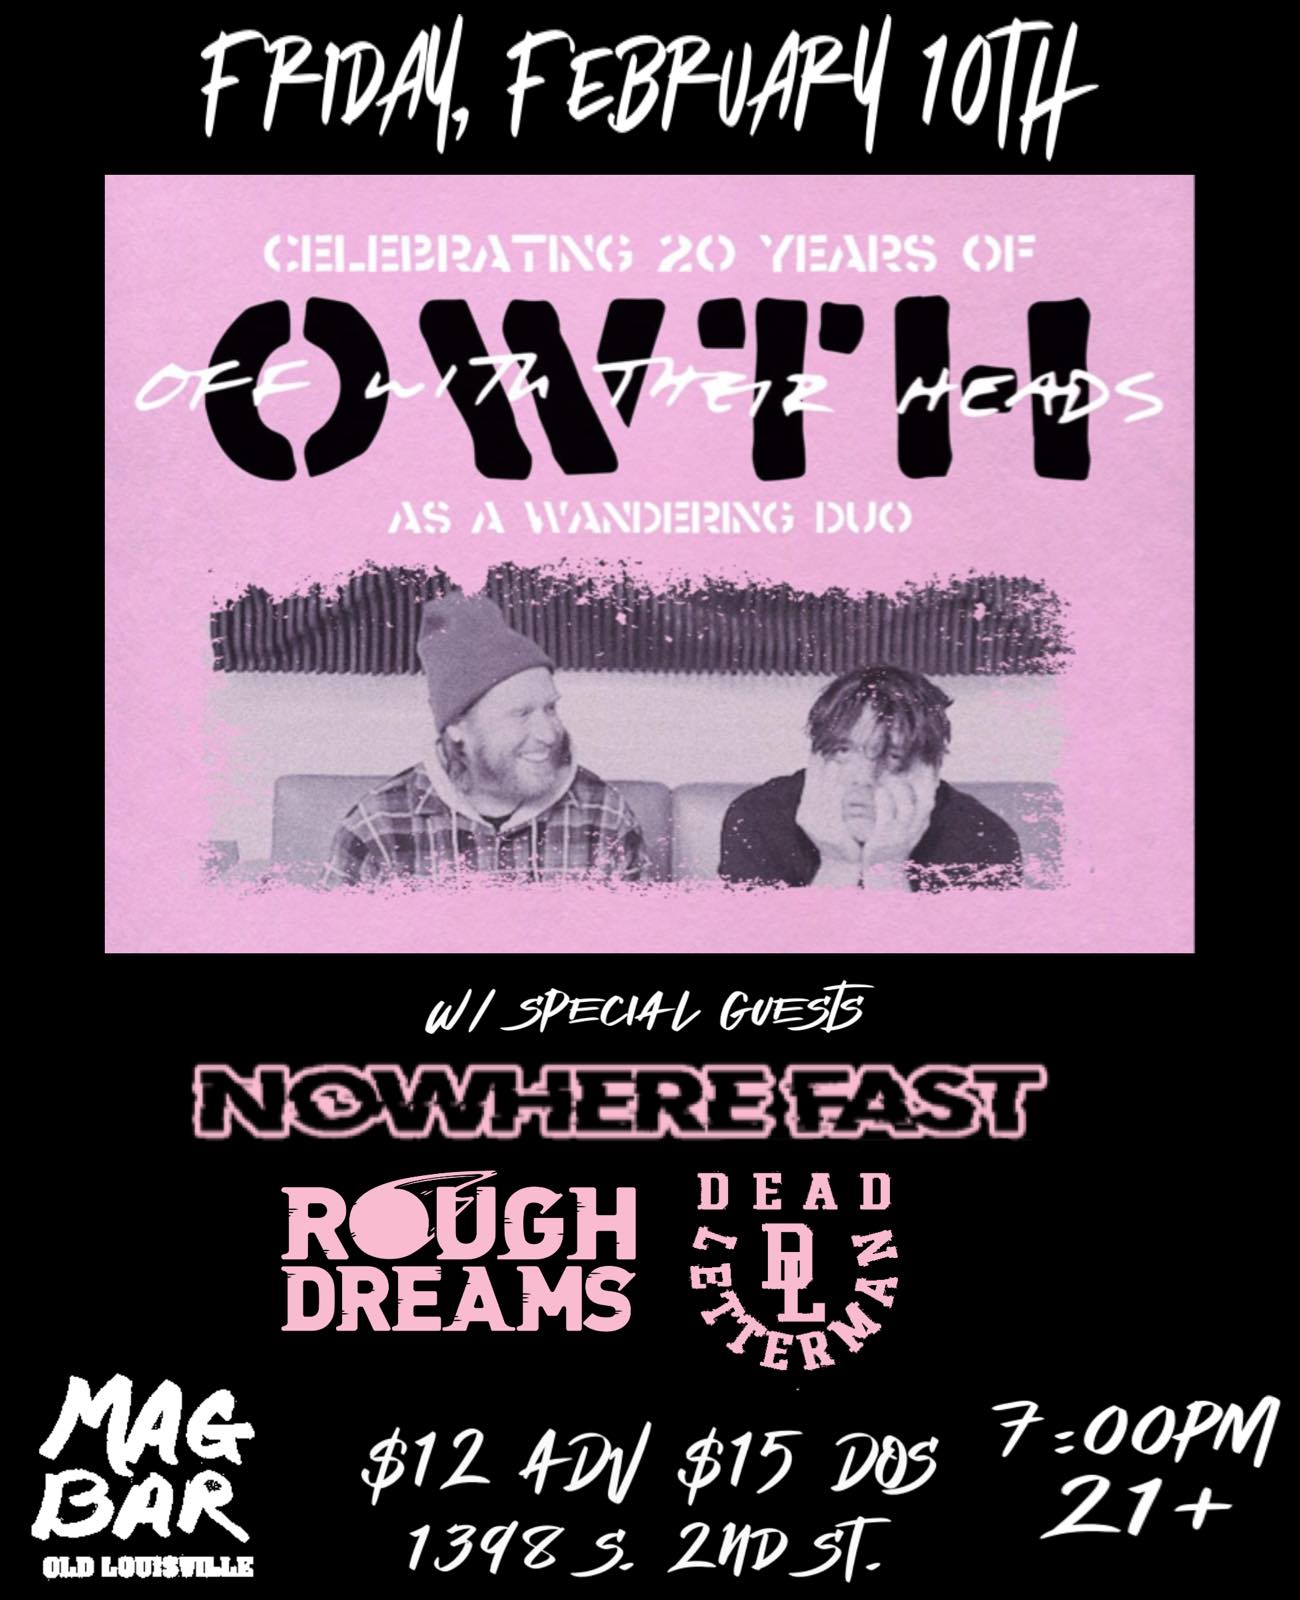 FRIDAY, FEBRUARY 10TH
CELEBRATING 20 YEARS OF
OWTH
OFF WITH THEIR HEADS
AS A WANDERING DUO
W/ SPECIAL GUESTS
NOWHERE FAST
ROUGH
DREAMS
DEAD
LETTERMAN
DL
MAG
BAR
OLD LOUISVILLE
$12 ADV $15 DOS
1398 S. 2ND ST.
7:00PM
21+